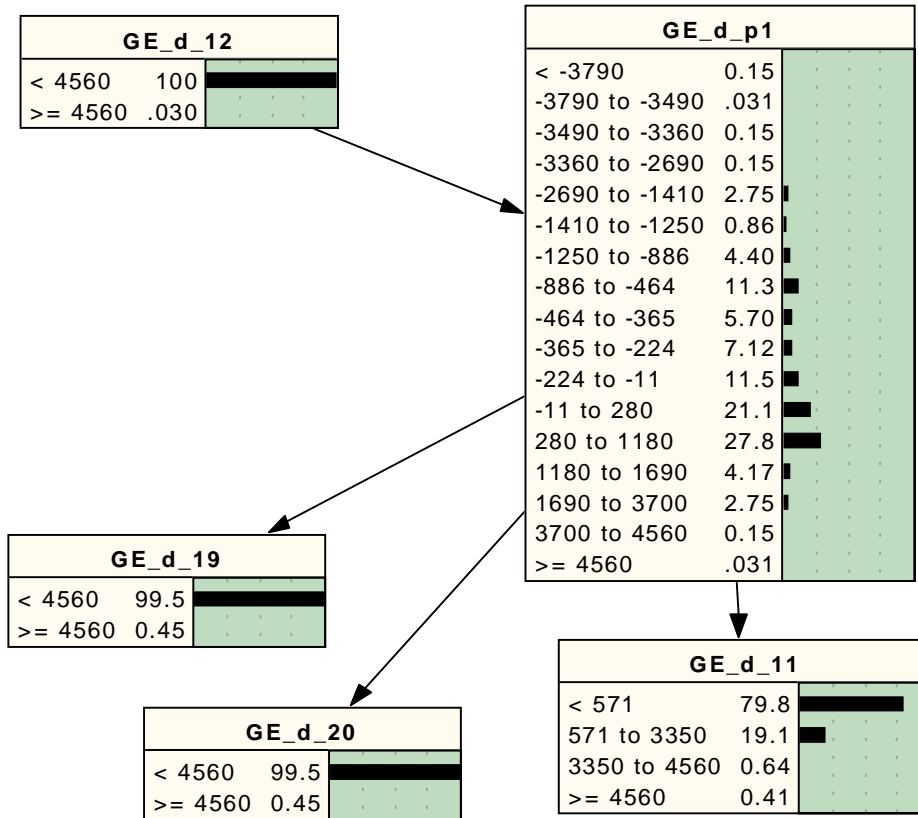 GE_d_12
< 4560 100
>= 4560 .030
GE_d_p1
< -3790 0.15
-3790 to -3490 .031
-3490 to -3360 0.15
-3360 to -2690 0.15
-2690 to -1410 2.75
-1410 to -1250 0.86
-1250 to -886 4.40
-886 to -464 11.3
-464 to -365 5.70
-365 to -224 7.12
-224 to -11 11.5
-11 to 280 21.1
280 to 1180 27.8
1180 to 1690 4.17
1690 to 3700 2.75
3700 to 4560 0.15
>= 4560 .031
GE_d_19
< 4560 99.5
>= 4560 0.45
GE_d_20
< 4560 99.5
>= 4560 0.45
GE_d_11
< 571 79.8
571 to 3350 19.1
3350 to 4560 0.64
>= 4560 0.41